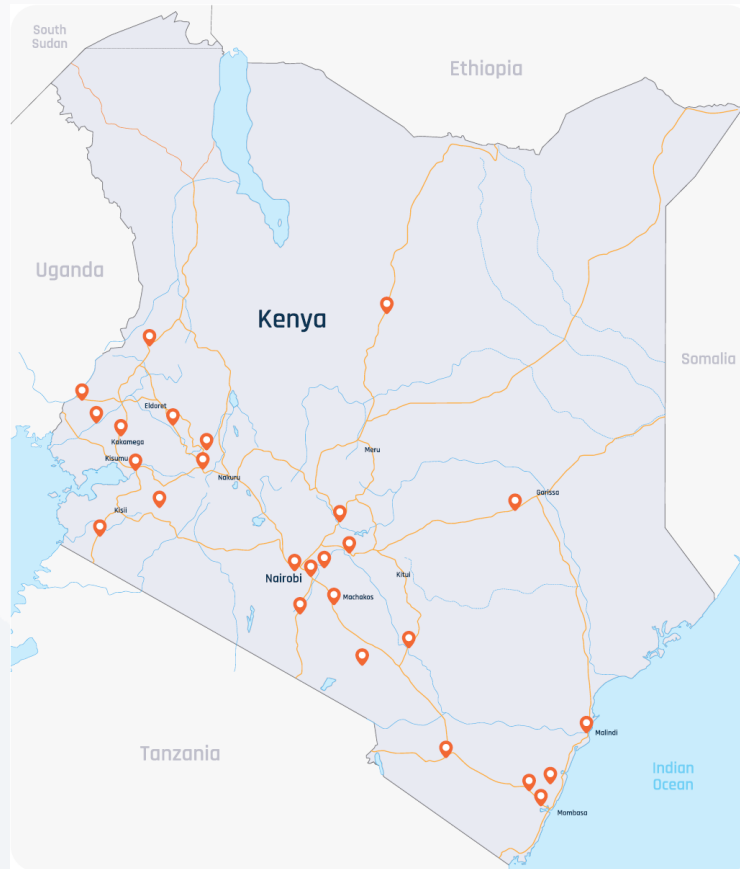 South
Sudan
Ethiopia
Uganda
Kenya
Somalia
Eldoret
Kakamega
Kisumu
Meru
Nakuru
Garissa
Kisii
Nairobi
Kitui
Machakos
Malindi
Tanzania
Indian
Ocean
Mombasa